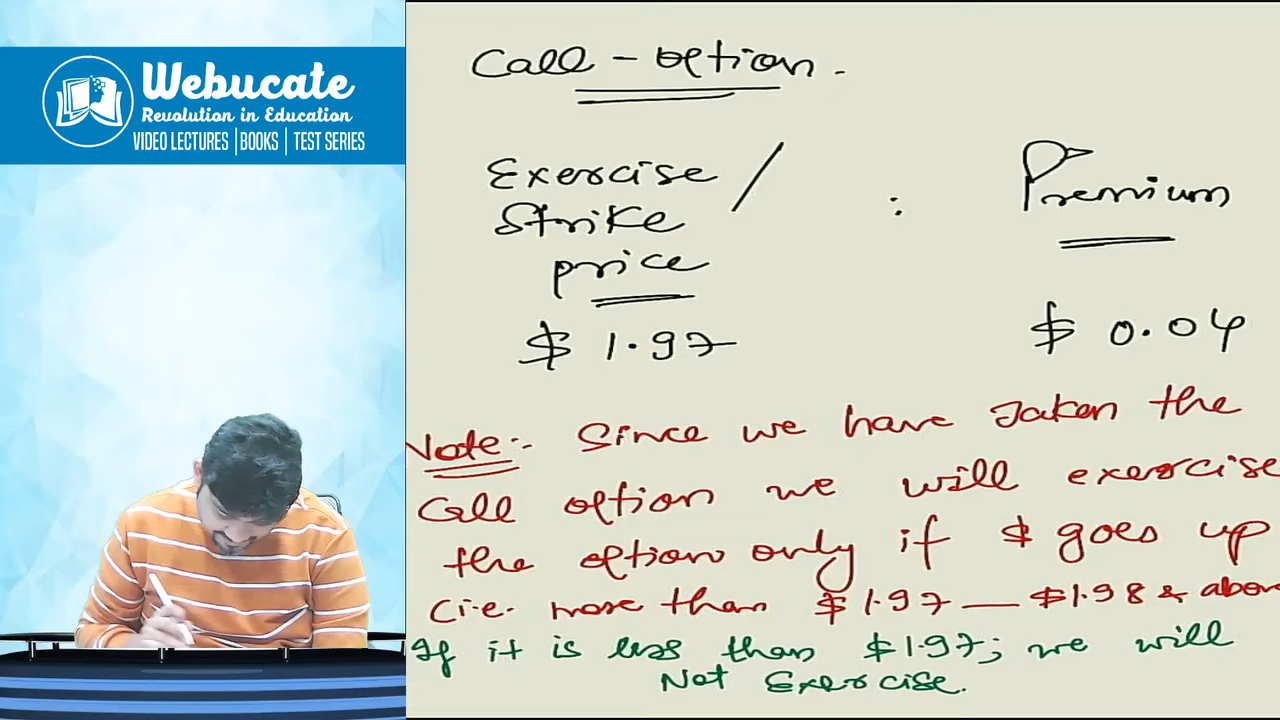 Webucate
Revolution in Education
VIDEO LECTURES | BOOKS | TEST SERIES
Call - option.
Exercise / : Premium
Strike
price
$ 1.97 $ 0.04
Note:- Since we have Taken the
Call option we will exercise
the option only if $ goes up
(i.e. more than $1.97 — $1.98 & above
If it is less than $1.97; we will
Not Exercise.